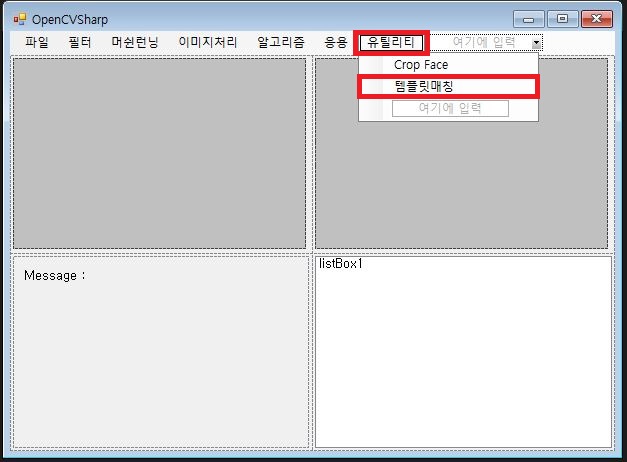 OpenCVSharp
파일 필터 머쉰런닝 이미지처리 알고리즘 응용 유틸리티 여기에 입력
Crop Face
템플릿매칭
여기에 입력
Message :
listBox1